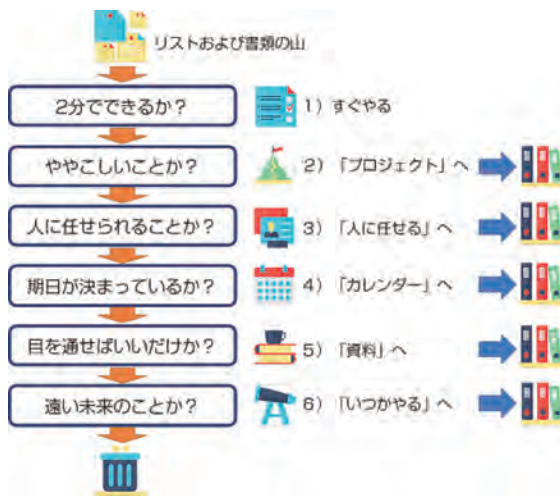 リストおよび書類の山
2分でできるか？
1）すぐやる
ややこしいことか？
2）「プロジェクト」へ
人に任せられることか？
3）「人に任せる」へ
期日が決まっているか？
4）「カレンダー」へ
目を通せばいいだけか？
5）「資料」へ
遠い未来のことか？
6）「いつかやる」へ